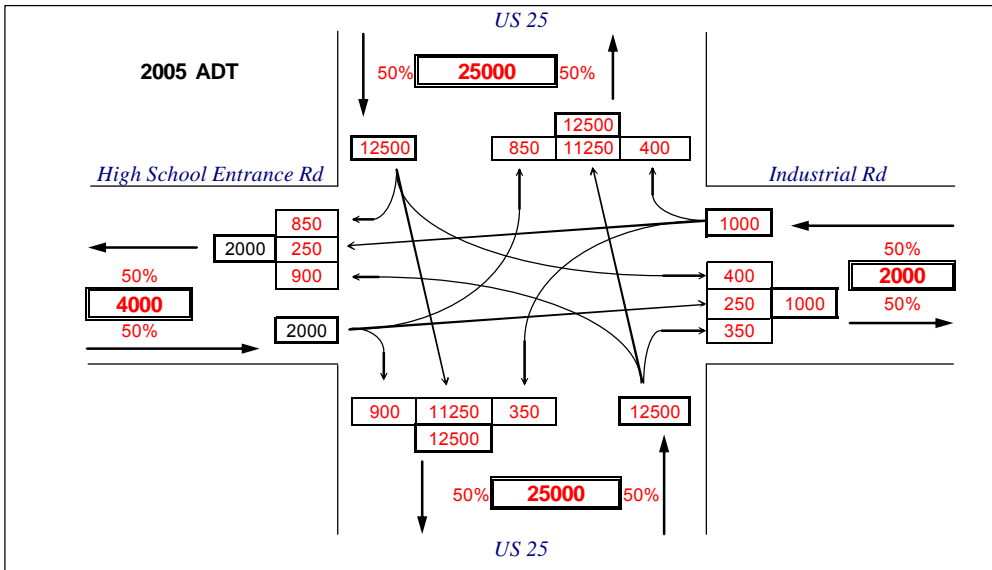 US 25
2005 ADT
50% 25000 50%
12500
12500 850 11250 400
High School Entrance Rd Industrial Rd
850 1000
2000 250
50% 50%
900 400 2000
4000 250 1000 50%
50% 2000 350
900 11250 350 12500
12500
50% 25000 50%
US 25